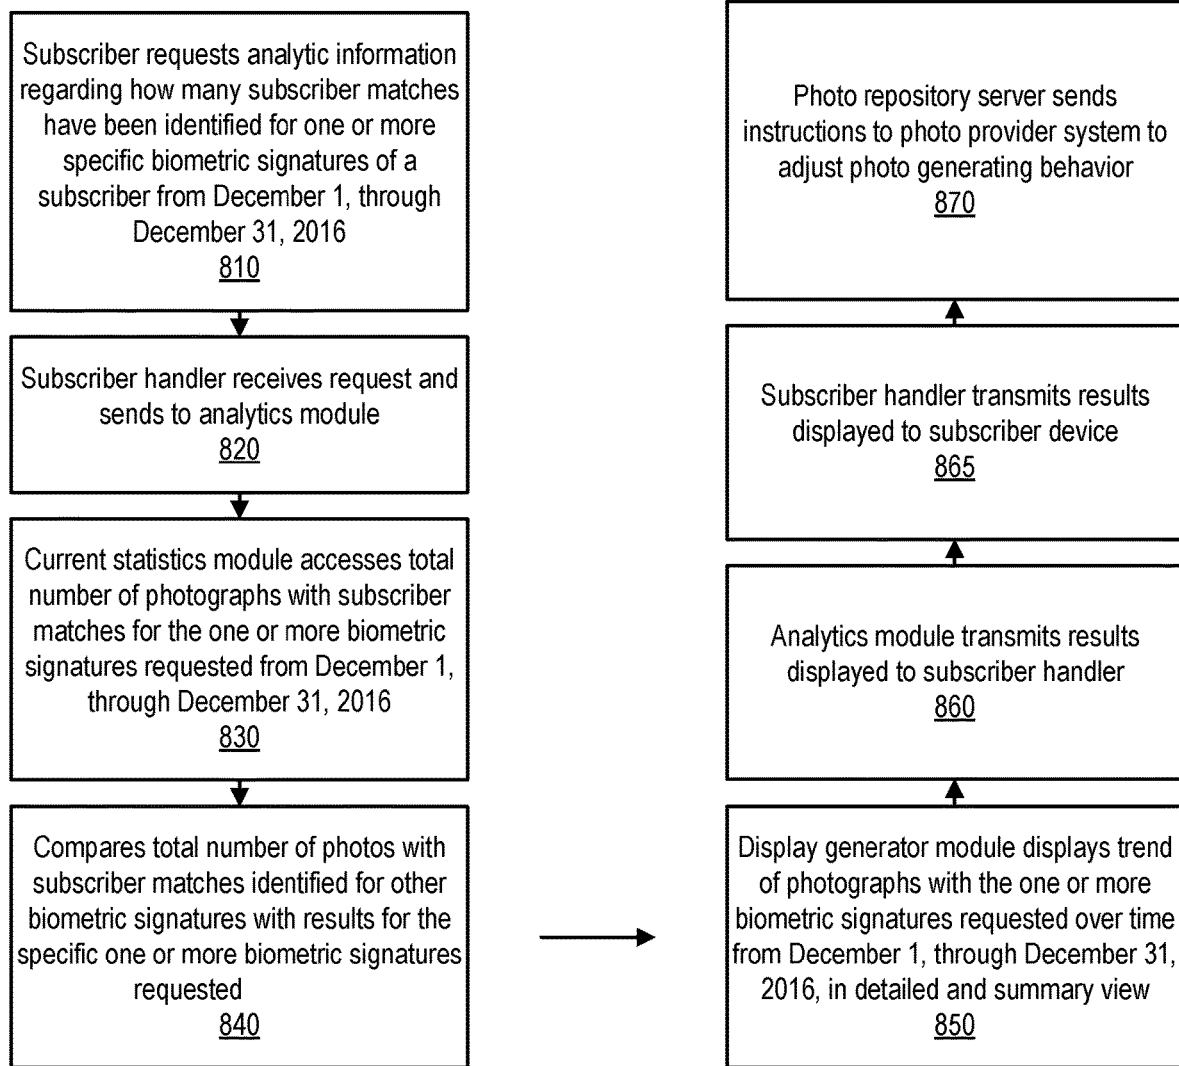 Subscriber requests analytic information
regarding how many subscriber matches
have been identified for one or more
specific biometric signatures of a
subscriber from December 1, through
December 31, 2016
810
Subscriber handler receives request and
sends to analytics module
820
Current statistics module accesses total
number of photographs with subscriber
matches for the one or more biometric
signatures requested from December 1,
through December 31, 2016
830
Compares total number of photos with
subscriber matches identified for other
biometric signatures with results for the
specific one or more biometric signatures
requested
840
Display generator module displays trend
of photographs with the one or more
biometric signatures requested over time
from December 1, through December 31,
2016, in detailed and summary view
850
Analytics module transmits results
displayed to subscriber handler
860
Subscriber handler transmits results
displayed to subscriber device
865
Photo repository server sends
instructions to photo provider system to
adjust photo generating behavior
870